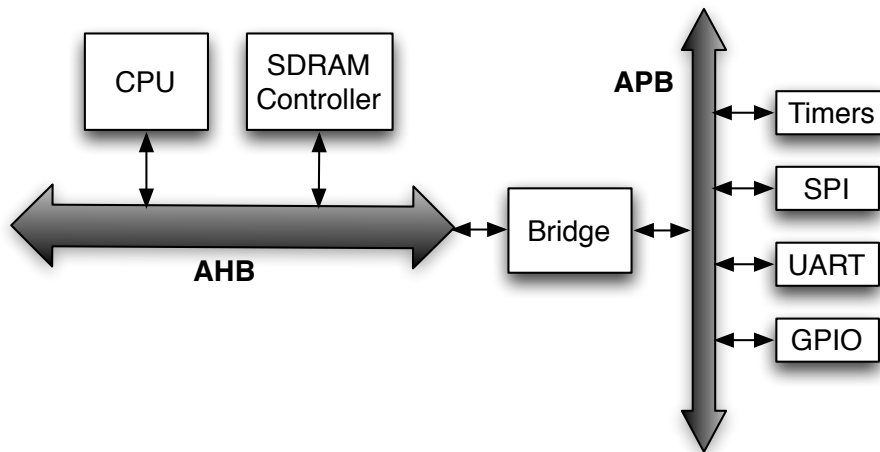 CPU
SDRAM
Controller
AHB
Bridge
APB
Timers
SPI
UART
GPIO